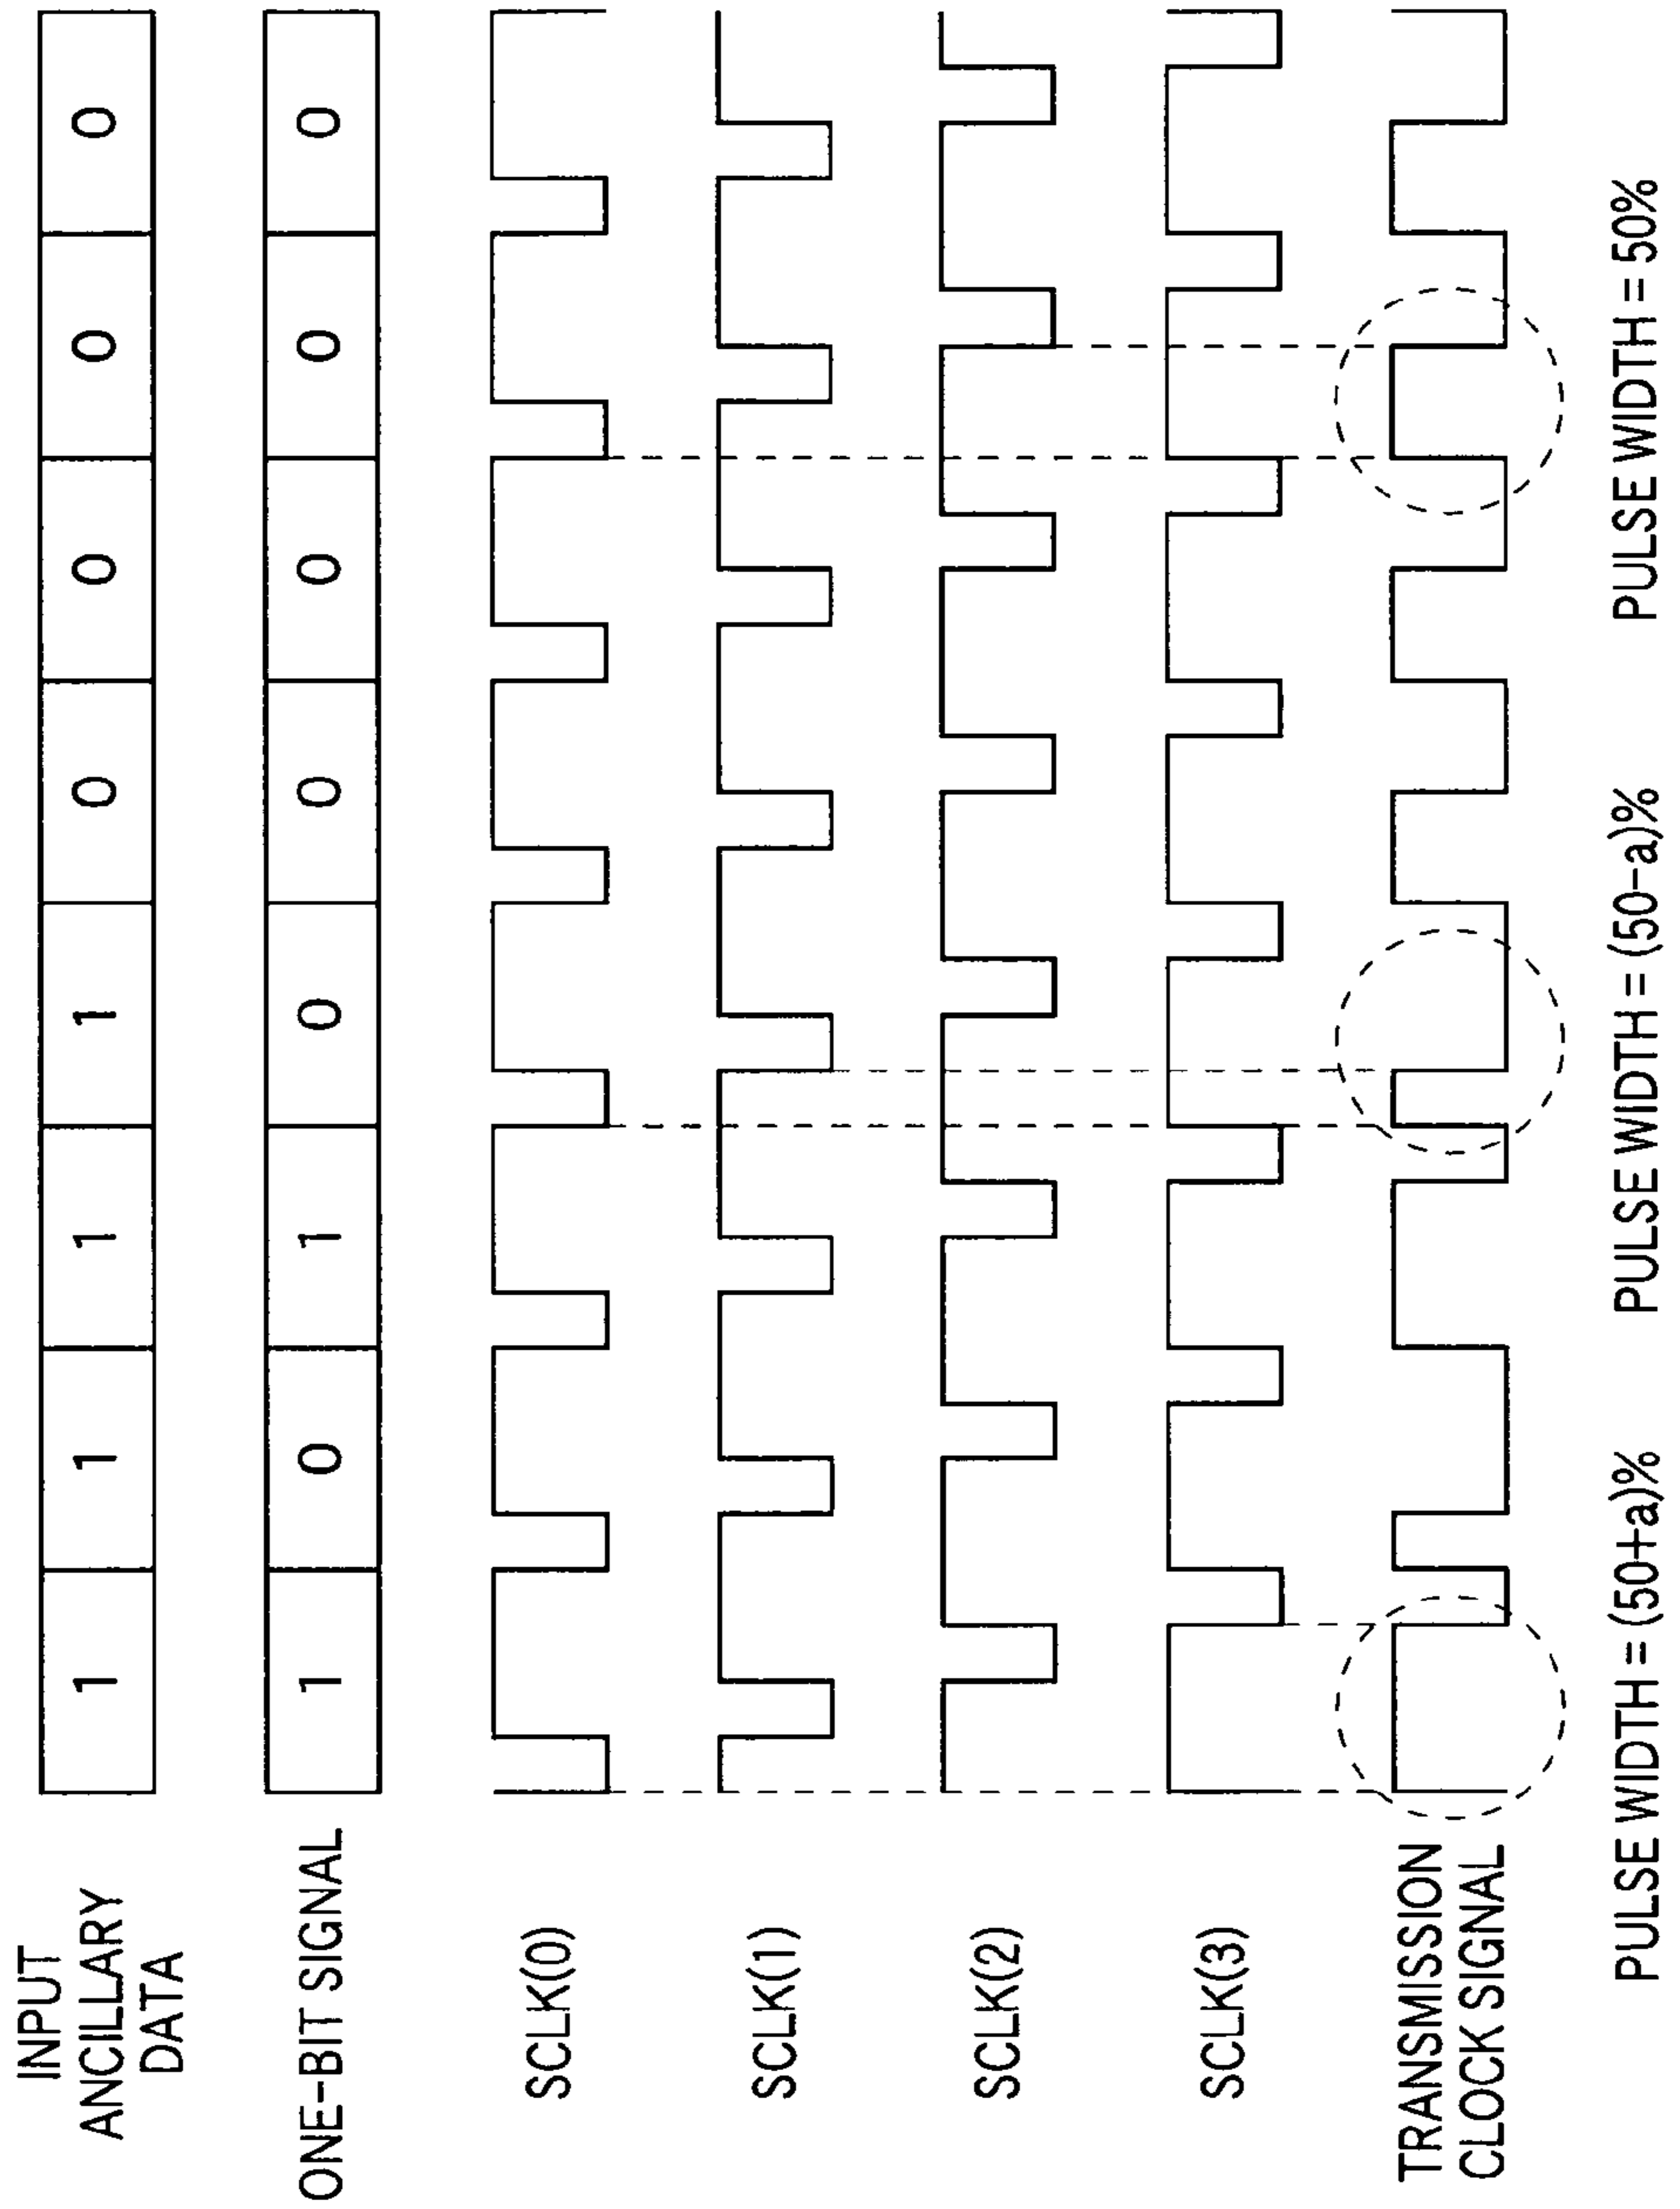 INPUT
ANCILLARY
DATA
1 1 1 1 0 0 0 0
ONE-BIT SIGNAL
1 0 1 0 0 0 0 0
SCLK(0)
SCLK(1)
SCLK(2)
SCLK(3)
TRANSMISSION
CLOCK SIGNAL
PULSE WIDTH = (50+a)% PULSE WIDTH = (50-a)% PULSE WIDTH = 50%